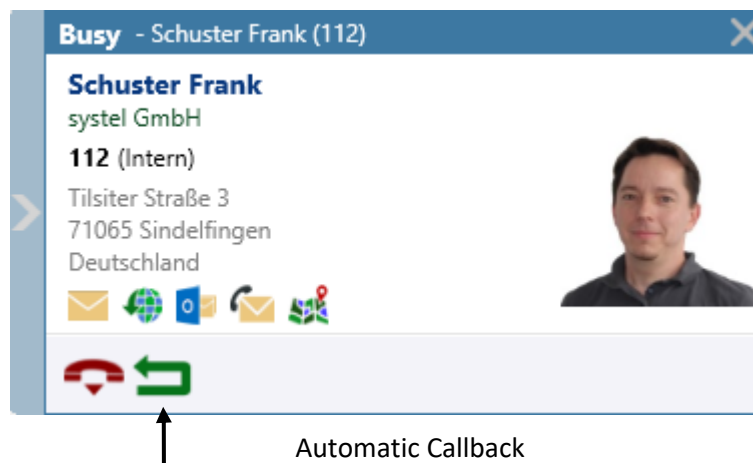 Busy - Schuster Frank (112)
Schuster Frank
systel GmbH
112 (Intern)
Tilsiter Straße 3
71065 Sindelfingen
Deutschland
Automatic Callback